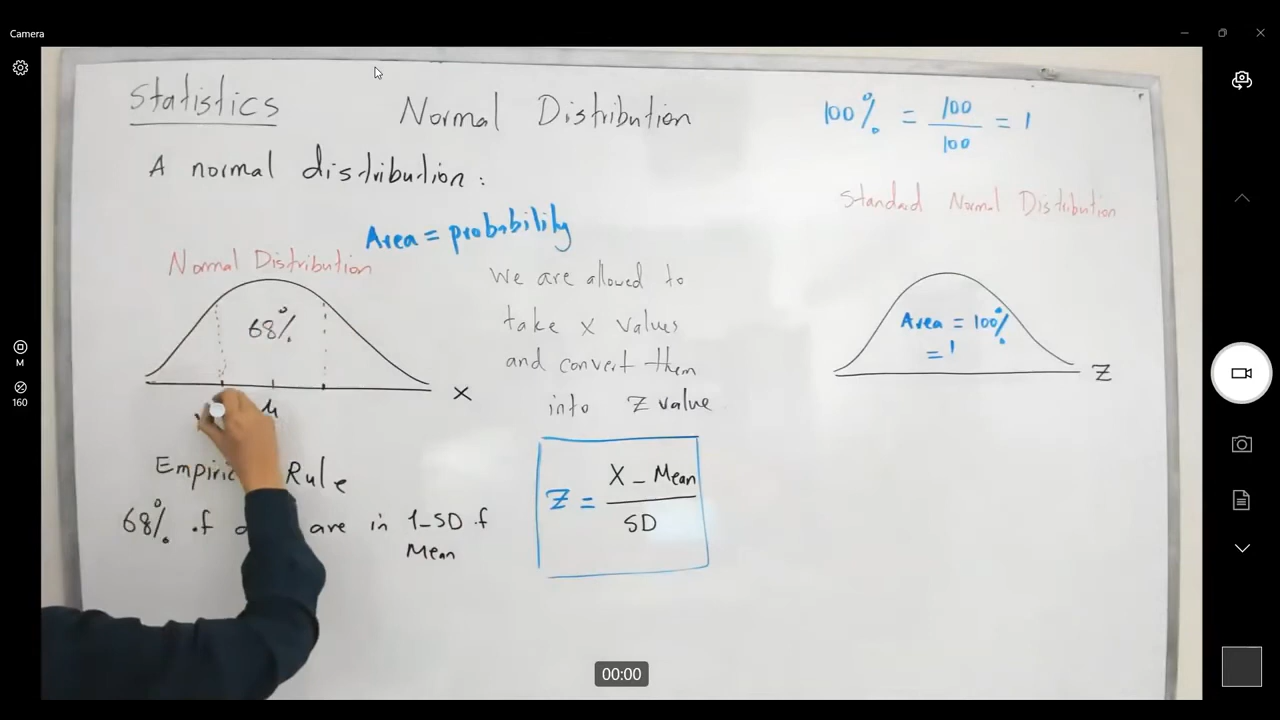 Camera
Statistics
Normal Distribution
100% = 100/100 = 1
A normal distribution:
Standard Normal Distribution
Area = probability
Normal Distribution
68%
μ
X
We are allowed to
take X values
and convert them
into Z value
Area = 100%
= 1
Z
Z = X - Mean
SD
Rule
68% of are in 1-SD of
Mean
M
160
00:00